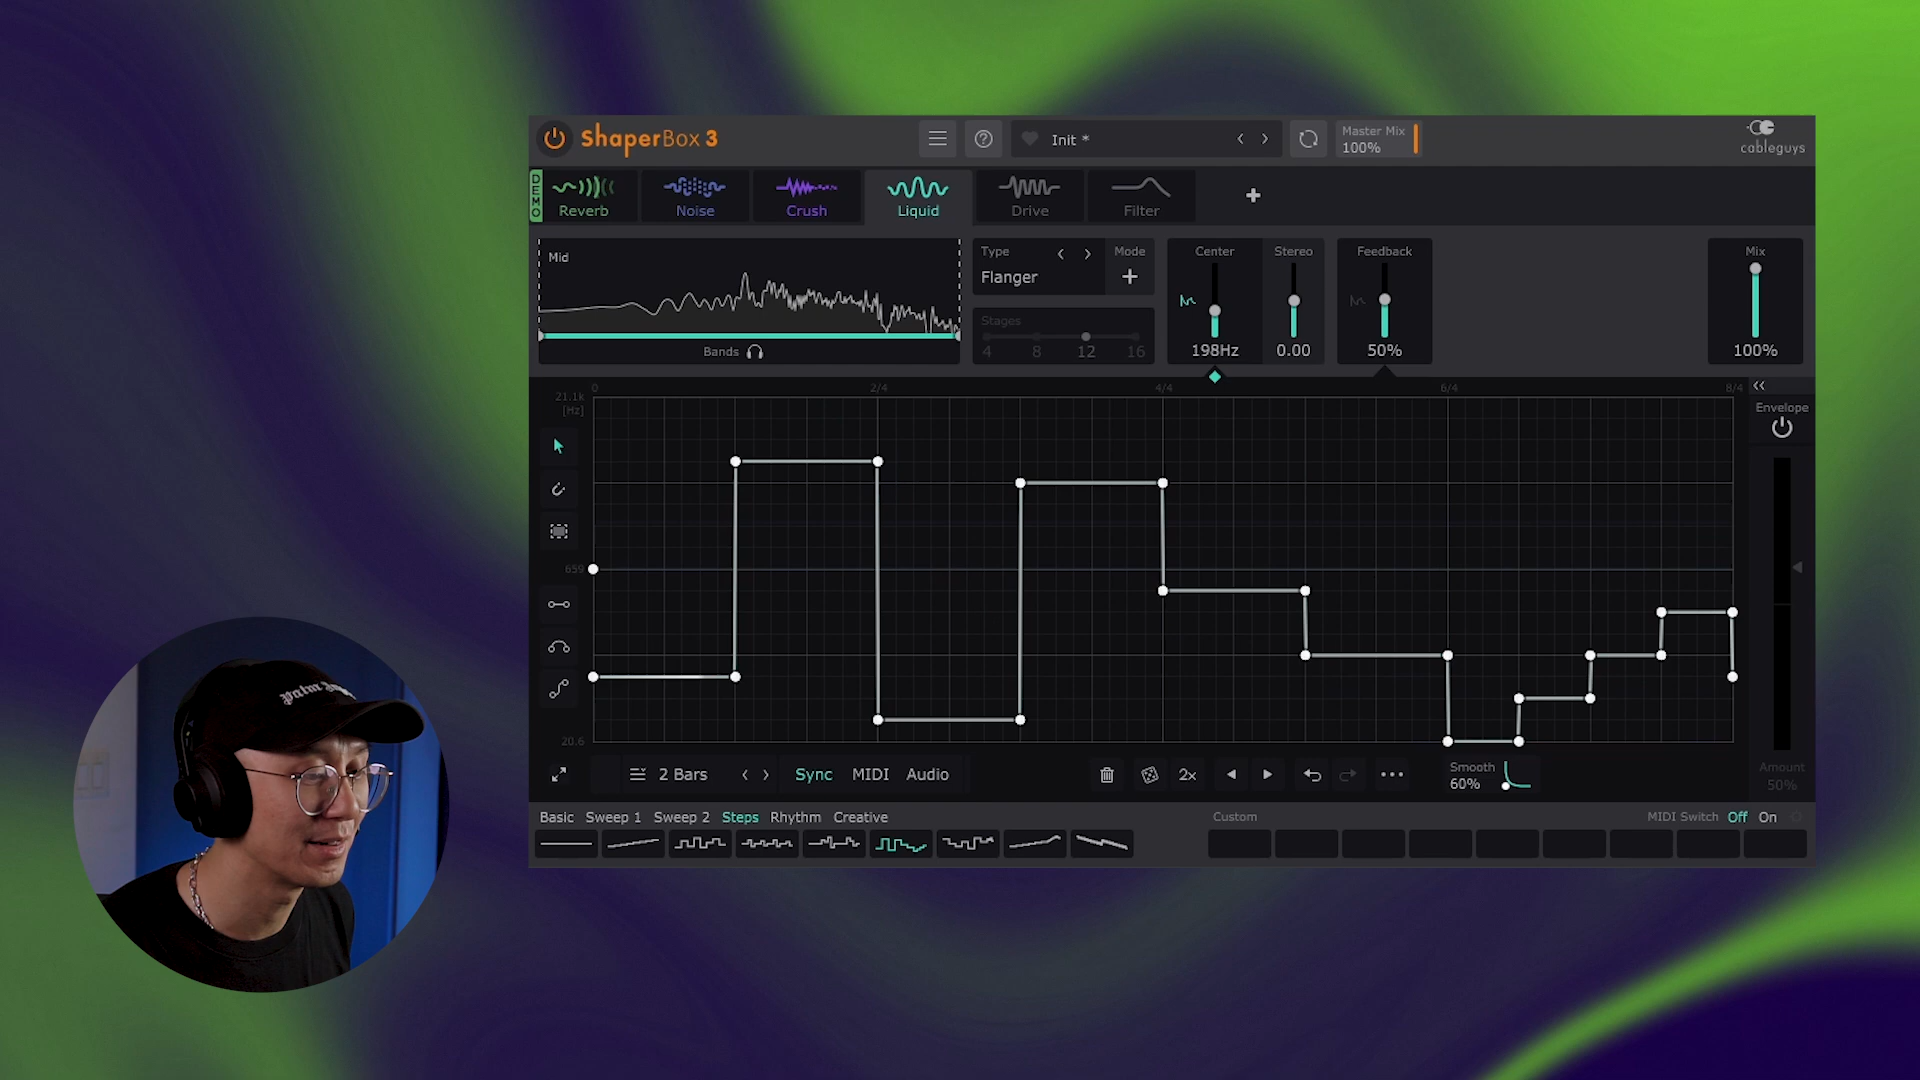 ShaperBox 3
Init *
Master Mix
100%
cableguys
DEMO
Reverb
Noise
Crush
Liquid
Drive
Filter
+
Mid
Bands
Type
Flanger
Mode
+
Stages
4 8 12 16
Center
198Hz
Stereo
0.00
Feedback
50%
Mix
100%
0 2/4 4/4 6/4 8/4
21.1k
[Hz]
659
20.6
Envelope
Amount
50%
2 Bars
Sync MIDI Audio
2x
Smooth
60%
Basic Sweep 1 Sweep 2 Steps Rhythm Creative
Custom
MIDI Switch Off On